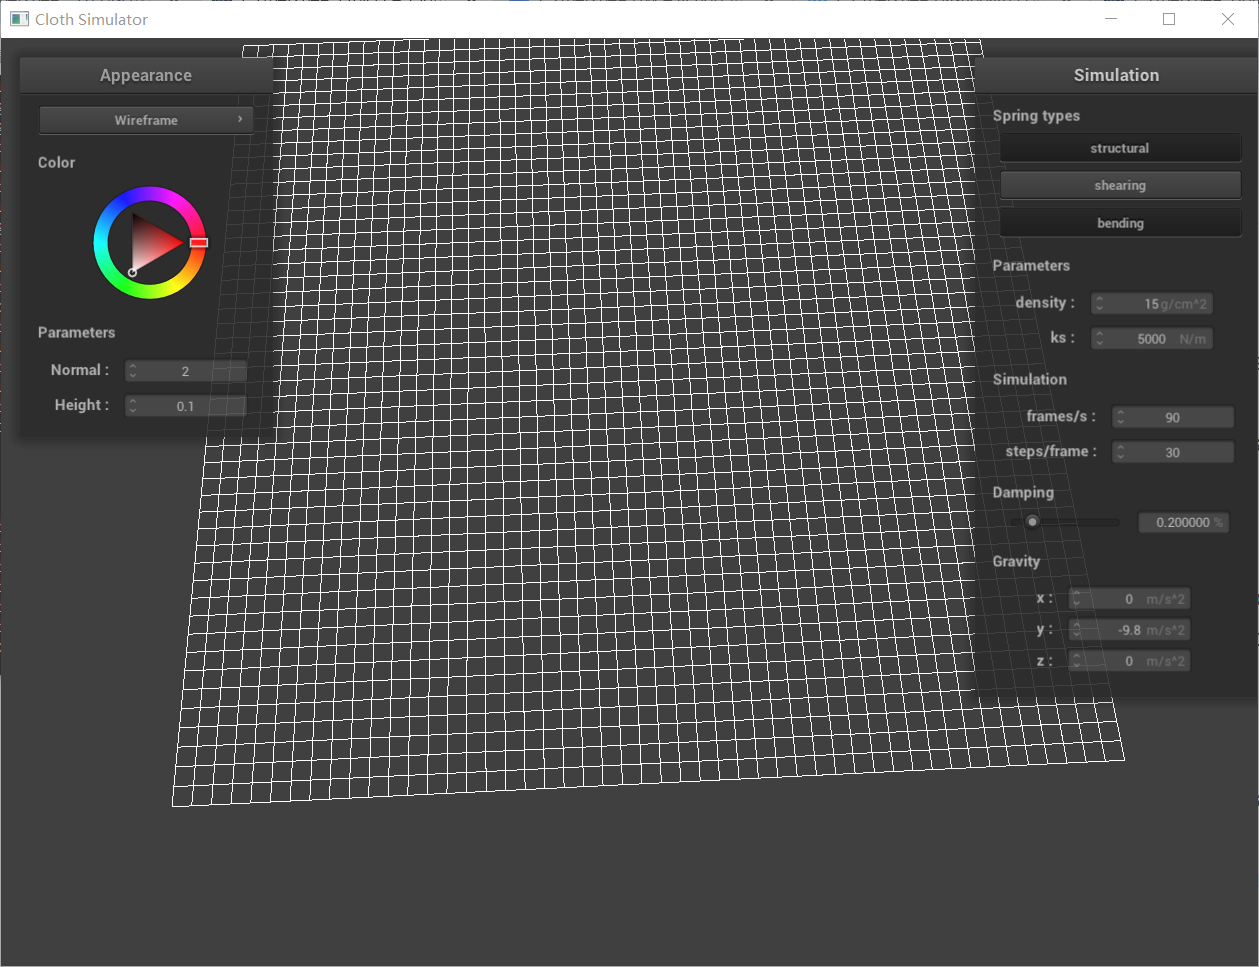 Cloth Simulator
Appearance
Wireframe
Color
Parameters
Normal : 2
Height : 0.1
Simulation
Spring types
structural
shearing
bending
Parameters
density : 15 g/cm^2
ks : 5000 N/m
Simulation
frames/s : 90
steps/frame : 30
Damping
0.200000 %
Gravity
x : 0 m/s^2
y : -9.8 m/s^2
z : 0 m/s^2